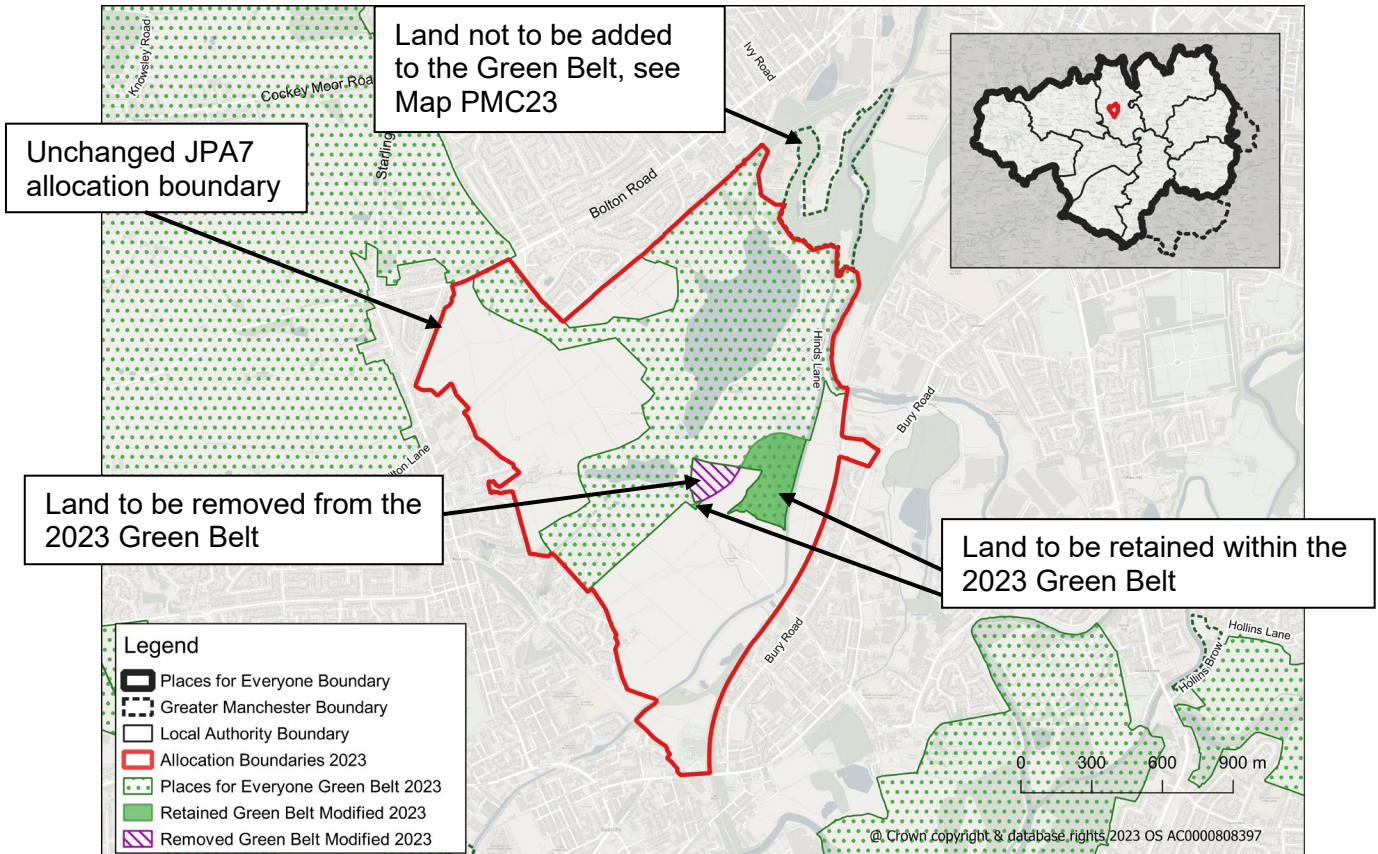 Land not to be added
to the Green Belt, see
Map PMC23
Knowsley Road
Cockey Moor Roa
Ivy Road
Unchanged JPA7
allocation boundary
Starling
Bolton Road
Hinds Lane
Bury Road
lton Lane
Land to be removed from the
2023 Green Belt
Land to be retained within the
2023 Green Belt
Bury Road
Hollins Lane
Hollins Brow
Legend
Places for Everyone Boundary
Greater Manchester Boundary
Local Authority Boundary
Allocation Boundaries 2023
Places for Everyone Green Belt 2023
Retained Green Belt Modified 2023
Removed Green Belt Modified 2023
0 300 600 900 m
@ Crown copyright & database rights 2023 OS AC0000808397